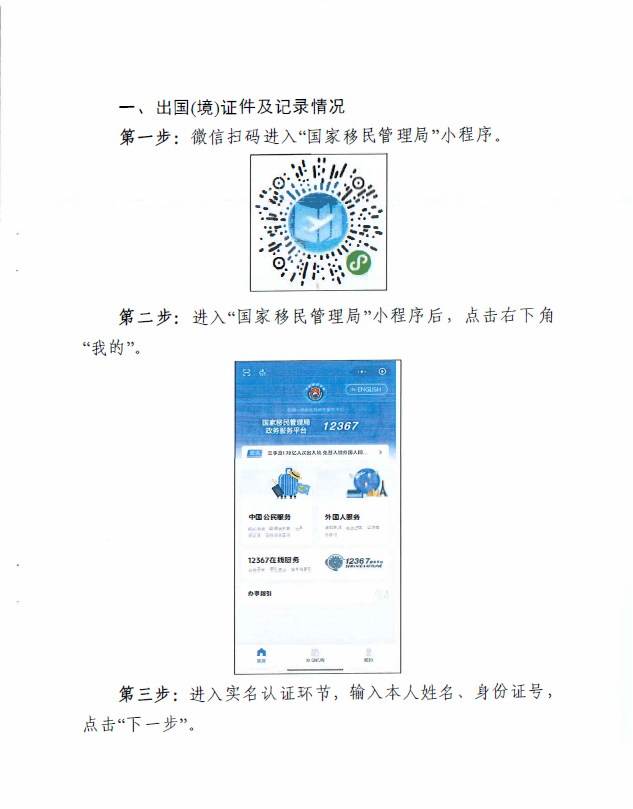 一、出国(境)证件及记录情况
第一步：微信扫码进入“国家移民管理局”小程序。
第二步：进入“国家移民管理局”小程序后，点击右下角
“我的”。
ENGLISH
国家移民管理局
政务服务平台 12367
中国公民服务 外国人服务
12367在线服务 12367
办事指引
第三步：进入实名认证环节，输入本人姓名、身份证号，
点击“下一步”。